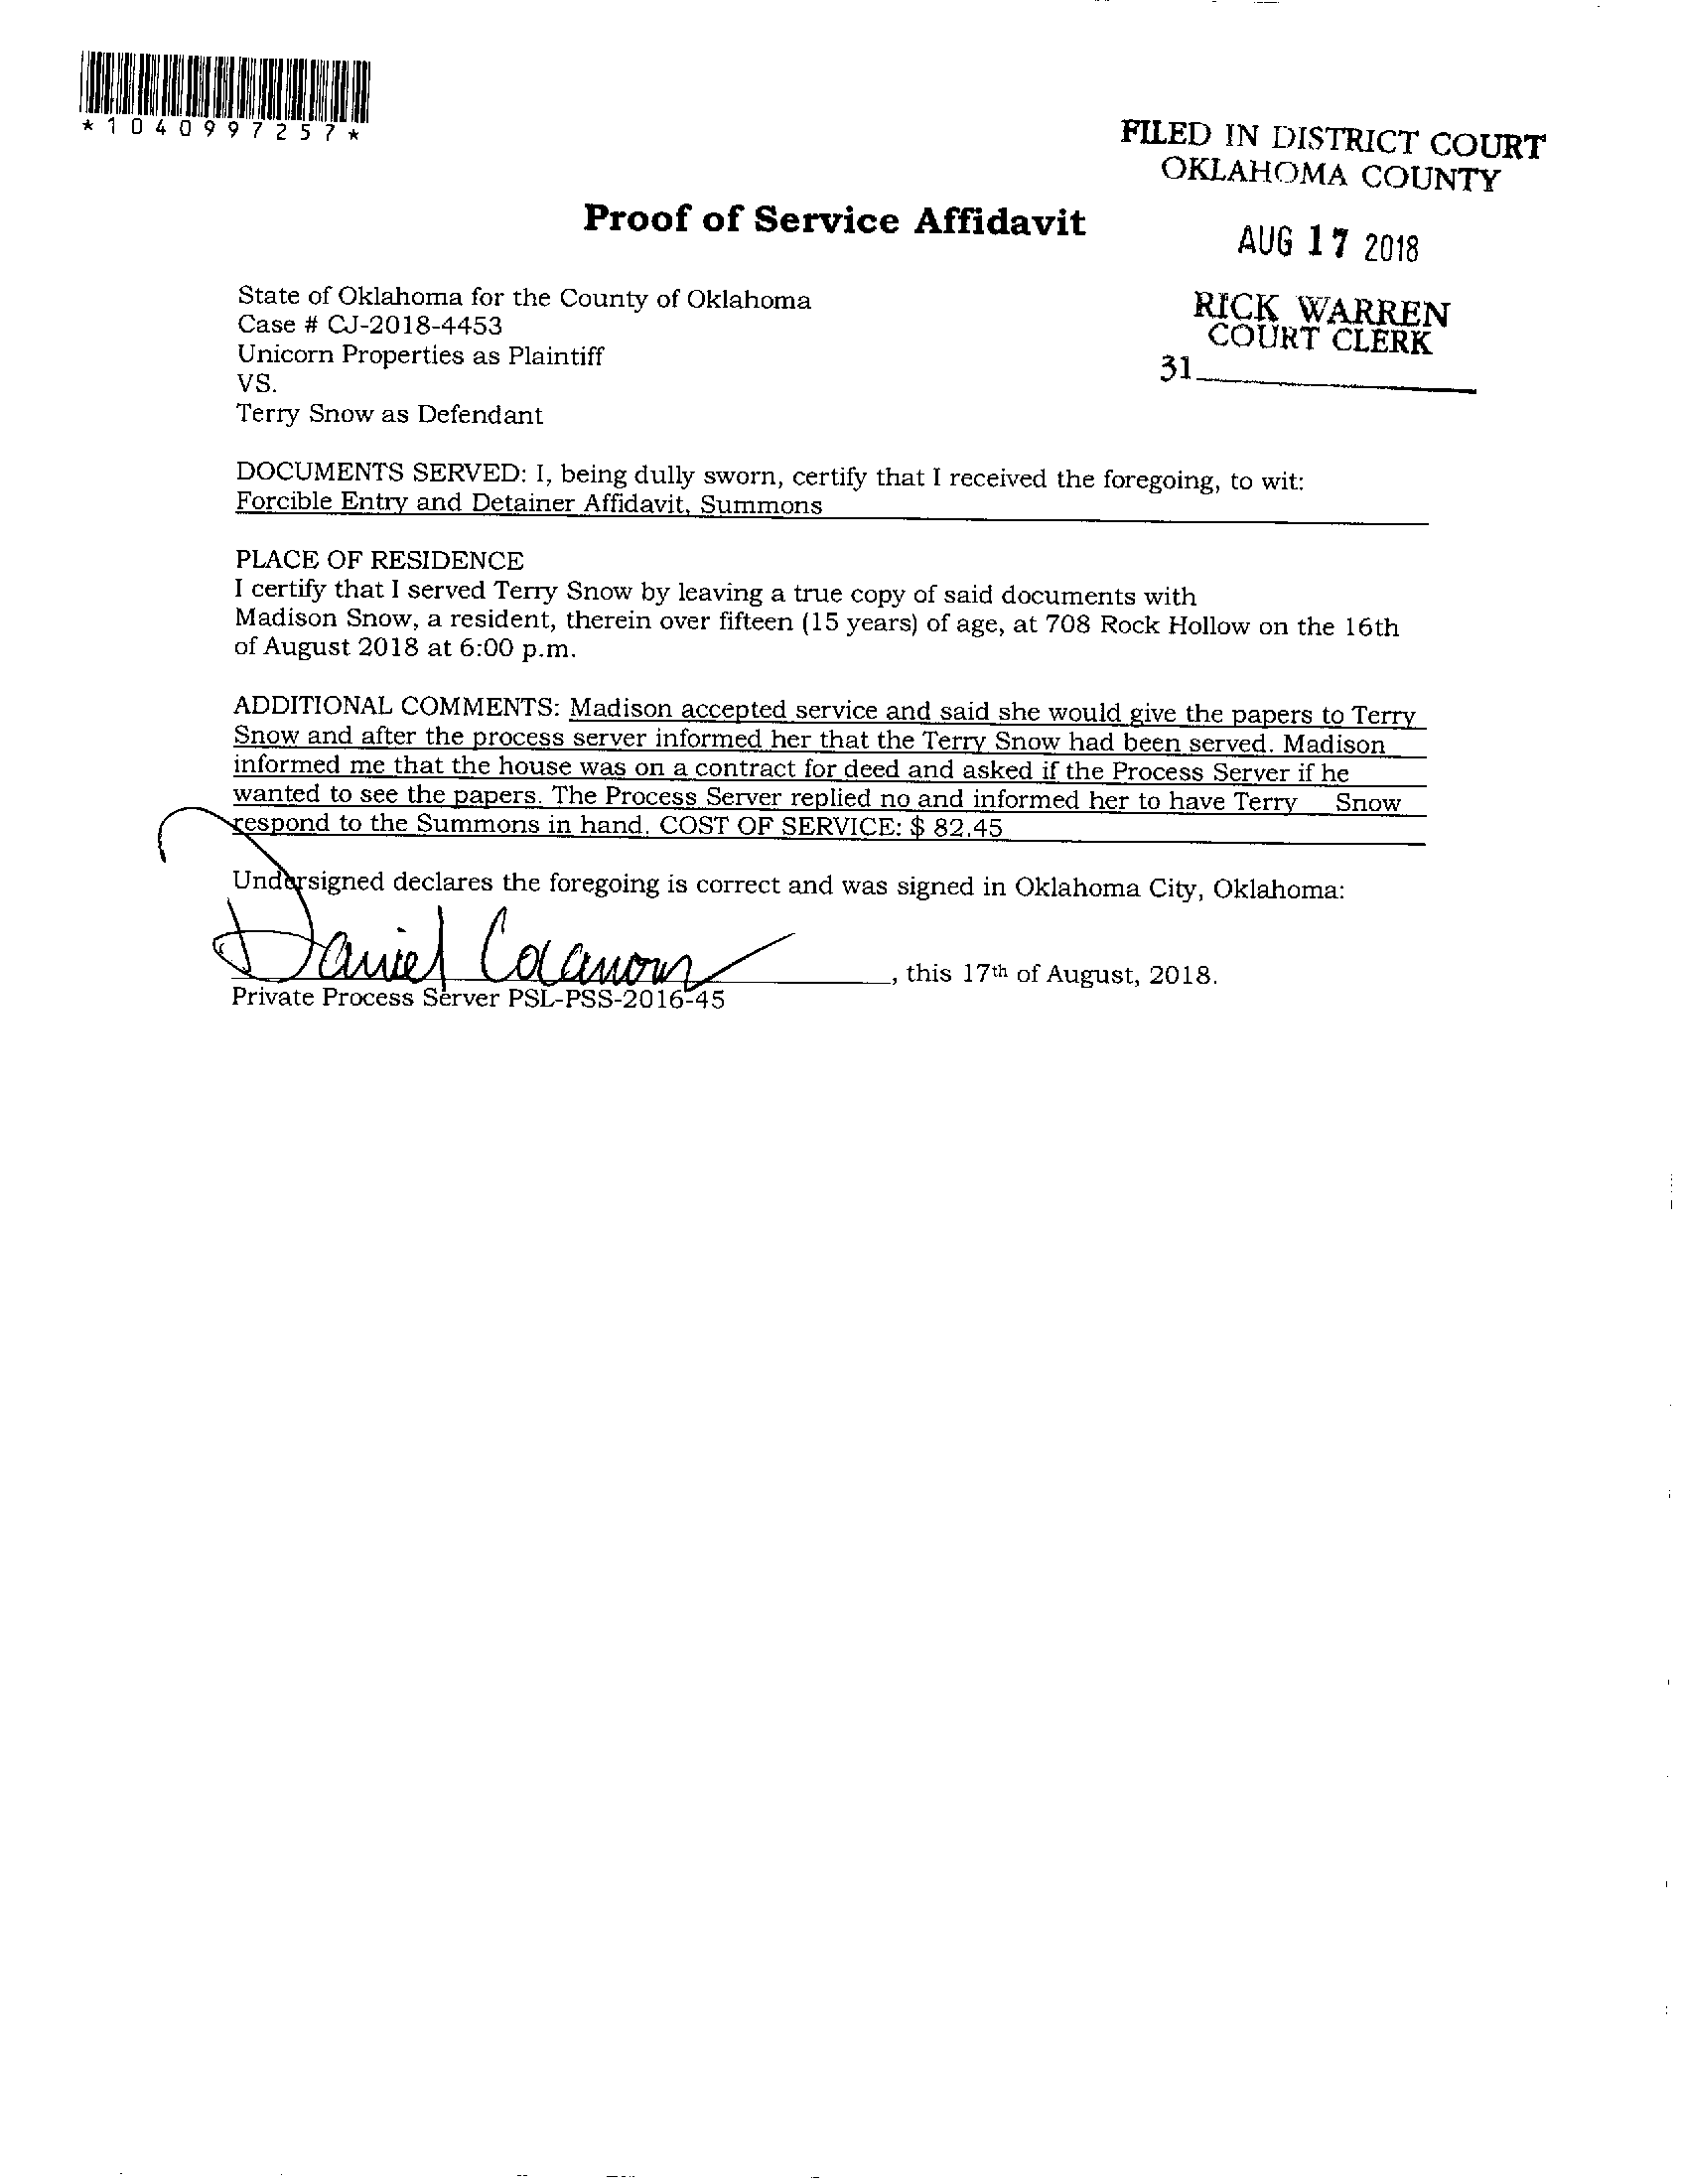 *1040997257*
FILED IN DISTRICT COURT
OKLAHOMA COUNTY
Proof of Service Affidavit
AUG 17 2018
State of Oklahoma for the County of Oklahoma
Case # CJ-2018-4453
Unicorn Properties as Plaintiff
VS.
Terry Snow as Defendant
RICK WARREN
COURT CLERK
31
DOCUMENTS SERVED: I, being dully sworn, certify that I received the foregoing, to wit:
Forcible Entry and Detainer Affidavit, Summons
PLACE OF RESIDENCE
I certify that I served Terry Snow by leaving a true copy of said documents with
Madison Snow, a resident, therein over fifteen (15 years) of age, at 708 Rock Hollow on the 16th
of August 2018 at 6:00 p.m.
ADDITIONAL COMMENTS: Madison accepted service and said she would give the papers to Terry
Snow and after the process server informed her that the Terry Snow had been served. Madison
informed me that the house was on a contract for deed and asked if the Process Server if he
wanted to see the papers. The Process Server replied no and informed her to have Terry Snow
respond to the Summons in hand. COST OF SERVICE: $ 82.45
Undersigned declares the foregoing is correct and was signed in Oklahoma City, Oklahoma:
Daniel
, this 17th of August, 2018.
Private Process Server PSL-PSS-2016-45